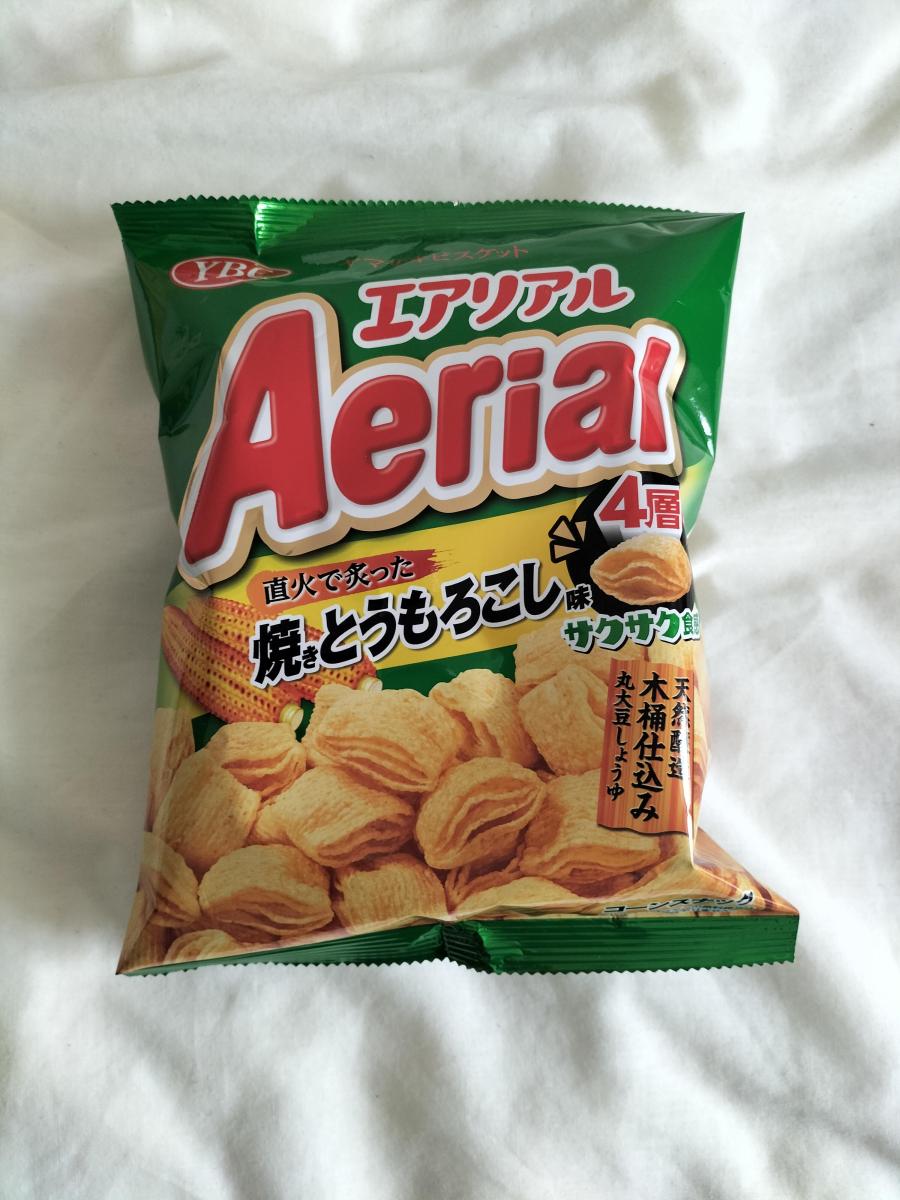 YBC
ヤマザキビスケット
エアリアル
Aerial
4層
サクサク食感
直火で炙った
焼きとうもろこし味
天然醸造
木桶仕込み
丸大豆しょうゆ
コーンスナック